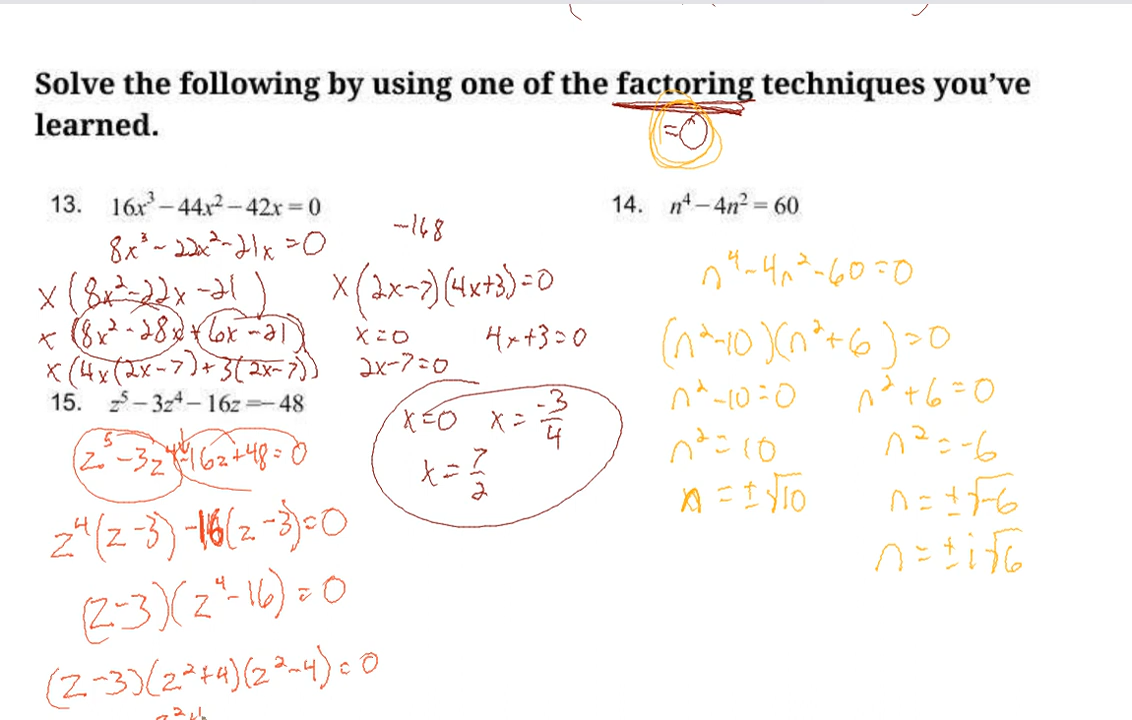 Solve the following by using one of the factoring techniques you've
learned.
=0
13. 16x³ – 44x² – 42x = 0
8x³ - 22x² - 21x = 0
-168
x(8x² - 22x - 21)
x(8x² - 28x + 6x - 21)
x(4x(2x-7) + 3(2x-7))
x(2x-7)(4x+3) = 0
x = 0
4x + 3 = 0
2x - 7 = 0
x = 0 x = -3/4
x = 7/2
14. n⁴ – 4n² = 60
n⁴ - 4n² - 60 = 0
(n² - 10)(n² + 6) = 0
n² - 10 = 0 n² + 6 = 0
n² = 10 n² = -6
n = ±√10 n = ±√-6
n = ±i√6
15. z⁵ – 3z⁴ – 16z = – 48
z⁵ - 3z⁴ - 16z + 48 = 0
z⁴(z - 3) - 16(z - 3) = 0
(z - 3)(z⁴ - 16) = 0
(z - 3)(z² + 4)(z² - 4) = 0